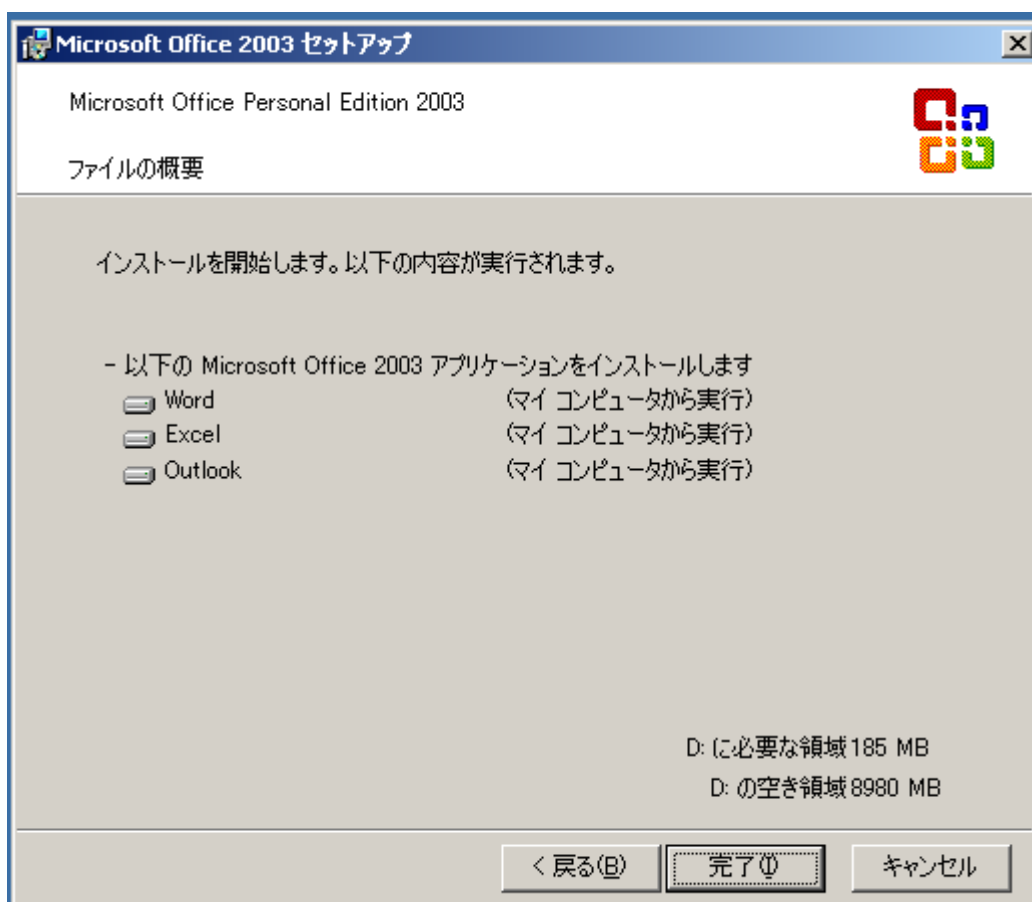 Microsoft Office 2003 セットアップ
Microsoft Office Personal Edition 2003
ファイルの概要
インストールを開始します。以下の内容が実行されます。
- 以下の Microsoft Office 2003 アプリケーションをインストールします
Word (マイ コンピュータから実行)
Excel (マイ コンピュータから実行)
Outlook (マイ コンピュータから実行)
D: に必要な領域 185 MB
D: の空き領域 8980 MB
< 戻る(B) 完了(I) キャンセル